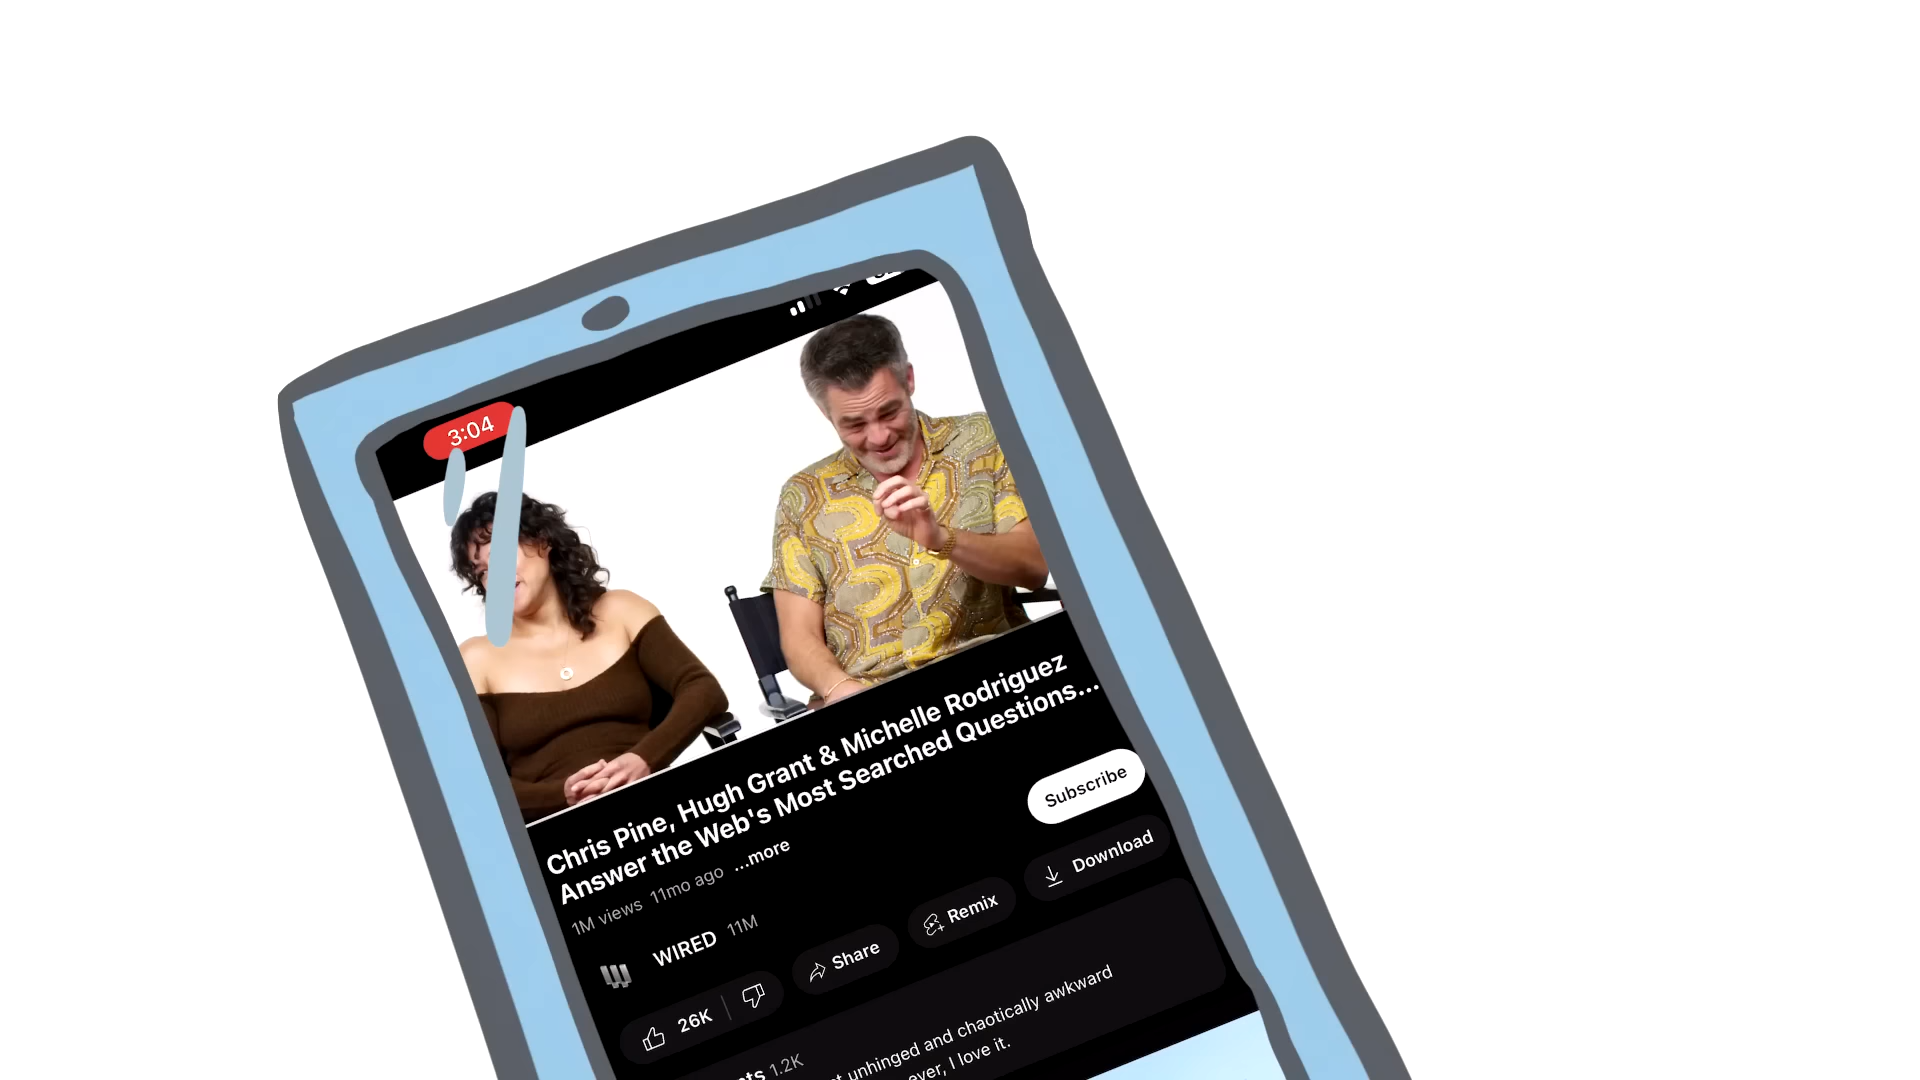 3:04
Chris Pine, Hugh Grant & Michelle Rodriguez
Answer the Web's Most Searched Questions...
1M views 11mo ago ...more
WIRED 11M
Subscribe
26K
Share
Remix
Download
1.2K
unhinged and chaotically awkward
I love it.